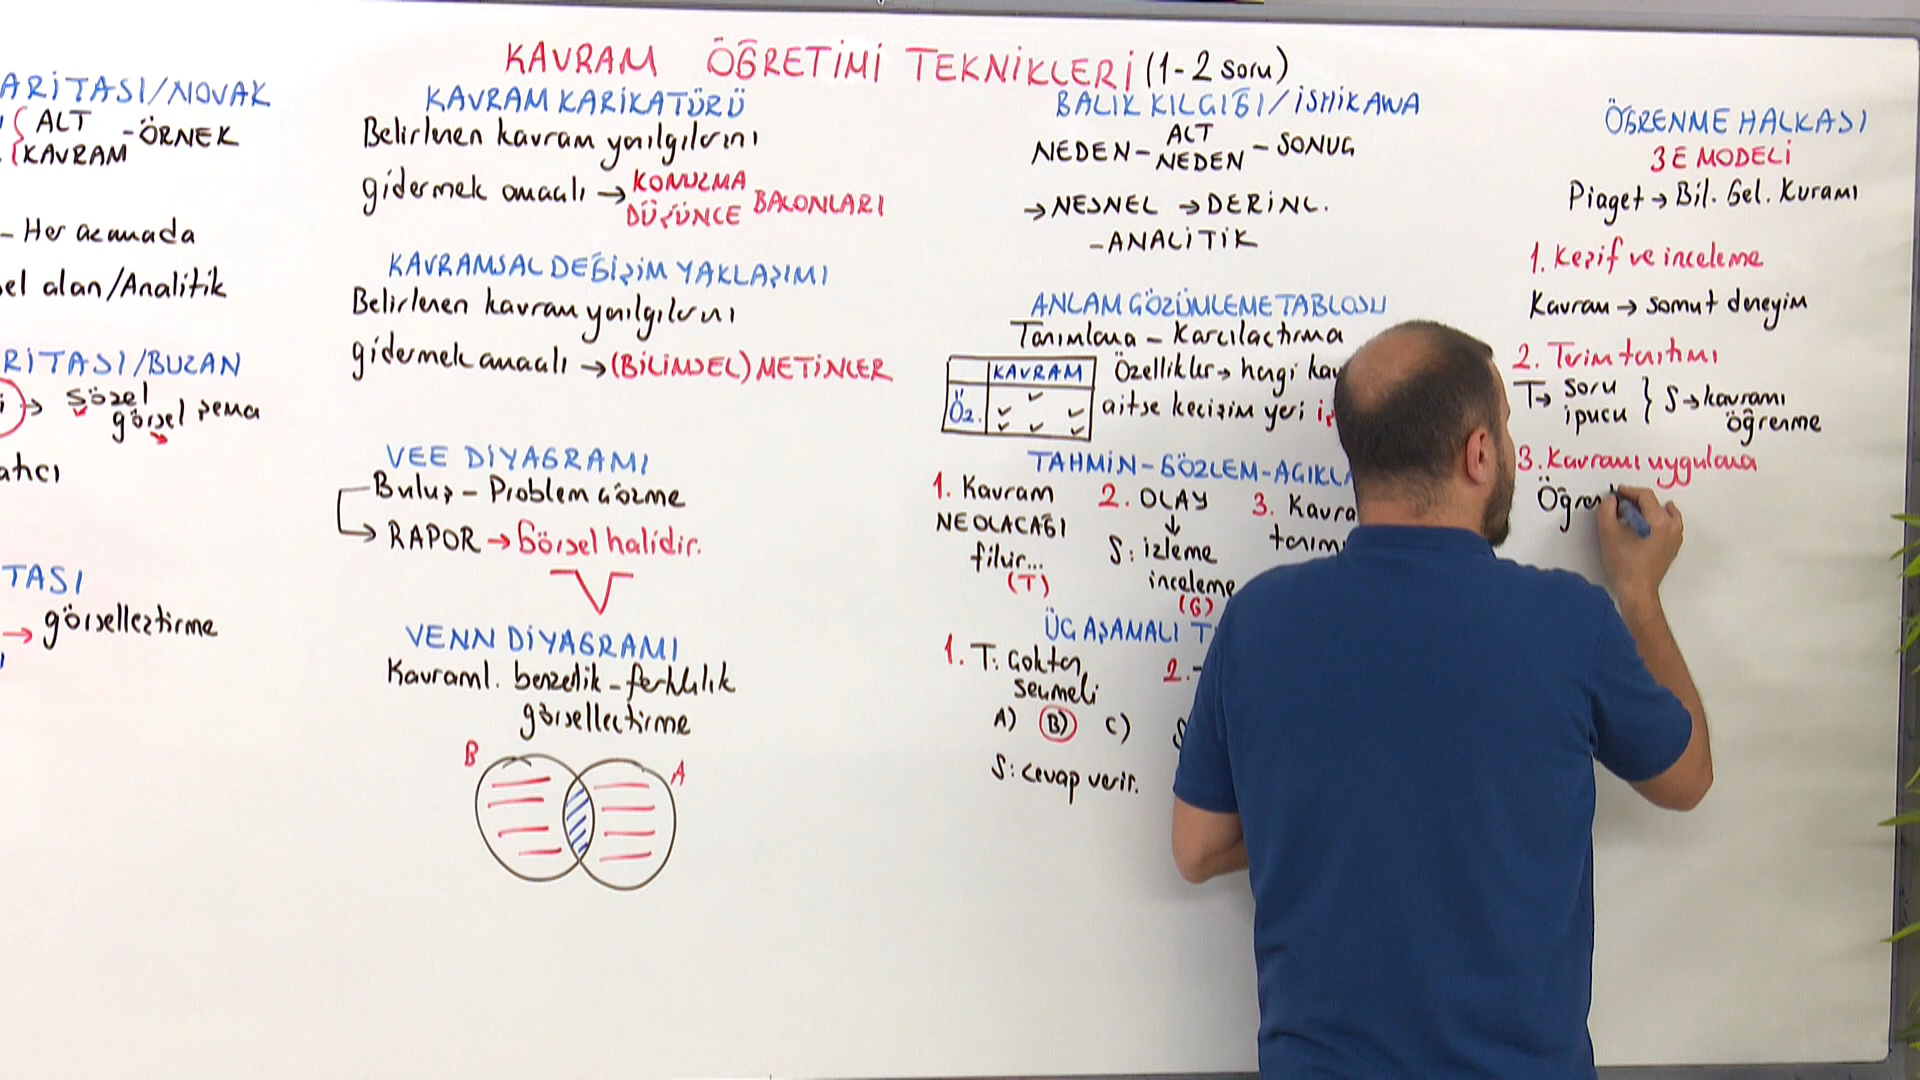 KAVRAM ÖĞRETİMİ TEKNİKLERİ (1-2 soru)
ARİTASI/NOVAK
ALT
KAVRAM
-ÖRNEK
- Her aşamada
el alan/Analitik
RİTASI/BUZAN
→ sözel
görsel şema
atıcı
TASI
→ görselleştirme
KAVRAM KARİKATÜRÜ
Belirlenen kavram yanılgılarını
gidermek amaçlı → KONUŞMA
DÜŞÜNCE BALONLARI
KAVRAMSAL DEĞİŞİM YAKLAŞIMI
Belirlenen kavram yanılgılarını
gidermek amaçlı → (BİLİMSEL) METİNLER
VEE DİYAGRAMI
Buluş - Problem çözme
→ RAPOR → Görsel halidir.
VENN DİYAGRAMI
Kavraml. benzerlik - farklılık
görselleştirme
B
A
BALIK KILÇIĞI/İSHİKAWA
NEDEN - ALT
NEDEN - SONUÇ
→ NESNEL → DERİNL.
- ANALİTİK
ANLAM ÇÖZÜMLEME TABLOSU
Tanımlama - Karşılaştırma
KAVRAM
ÖZ.
Özellikler → hangi kav
aitse kesişim yeri iş
TAHMİN - GÖZLEM - AÇIKLA
1. Kavram
NE OLACAĞI
fikir...
(T)
2. OLAY
↓
Ö: izleme
inceleme
(G)
3. Kavra
tanım
ÜÇ AŞAMALI T
1. T: Çoktan
seçmeli
A) B) C)
Ö: cevap verir.
2. -
ÖĞRENME HALKASI
3E MODELİ
Piaget → Bil. Gel. Kuramı
1. Keşif ve inceleme
Kavram → somut deneyim
2. Terim tanıtımı
T → soru
ipucu } Ö → kavramı
öğrenme
3. Kavramı uygulama
Öğren